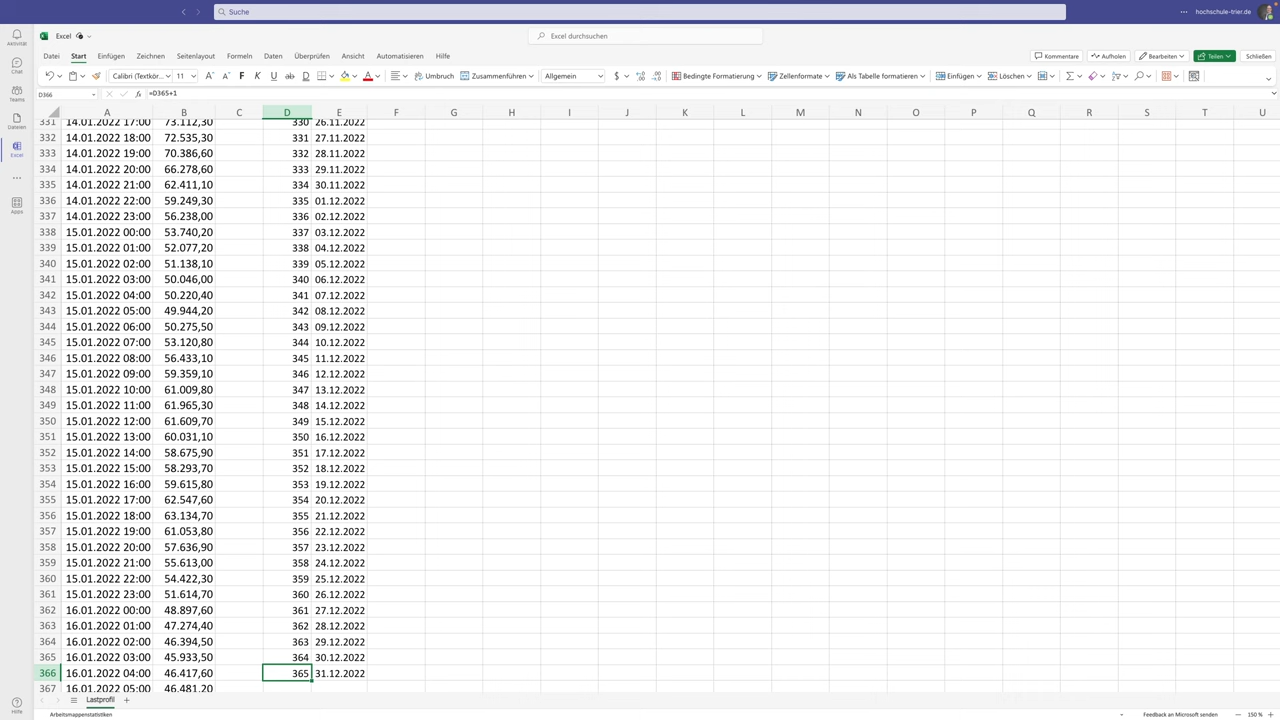 Suche
hochschule-trier.de
Aktivität
Chat
Teams
Dateien
Excel
Apps
Hilfe
Excel
Excel durchsuchen
Datei Start Einfügen Zeichnen Seitenlayout Formeln Daten Überprüfen Ansicht Automatisieren Hilfe
Kommentare Aufholen Bearbeiten Teilen Schließen
Calibri (Textkör... 11 A A F K U ab D A Umbruch Zusammenführen Allgemein $ Bedingte Formatierung Zellenformate Als Tabelle formatieren Einfügen Löschen Σ
D366 fx =D365+1
A B C D E F G H I J K L M N O P Q R S T U
331 14.01.2022 17:00 73.112,30 330 26.11.2022
332 14.01.2022 18:00 72.535,30 331 27.11.2022
333 14.01.2022 19:00 70.386,60 332 28.11.2022
334 14.01.2022 20:00 66.278,60 333 29.11.2022
335 14.01.2022 21:00 62.411,10 334 30.11.2022
336 14.01.2022 22:00 59.249,30 335 01.12.2022
337 14.01.2022 23:00 56.238,00 336 02.12.2022
338 15.01.2022 00:00 53.740,20 337 03.12.2022
339 15.01.2022 01:00 52.077,20 338 04.12.2022
340 15.01.2022 02:00 51.138,10 339 05.12.2022
341 15.01.2022 03:00 50.046,00 340 06.12.2022
342 15.01.2022 04:00 50.220,40 341 07.12.2022
343 15.01.2022 05:00 49.944,20 342 08.12.2022
344 15.01.2022 06:00 50.275,50 343 09.12.2022
345 15.01.2022 07:00 53.120,80 344 10.12.2022
346 15.01.2022 08:00 56.433,10 345 11.12.2022
347 15.01.2022 09:00 59.359,10 346 12.12.2022
348 15.01.2022 10:00 61.009,80 347 13.12.2022
349 15.01.2022 11:00 61.965,30 348 14.12.2022
350 15.01.2022 12:00 61.609,70 349 15.12.2022
351 15.01.2022 13:00 60.031,10 350 16.12.2022
352 15.01.2022 14:00 58.675,90 351 17.12.2022
353 15.01.2022 15:00 58.293,70 352 18.12.2022
354 15.01.2022 16:00 59.615,80 353 19.12.2022
355 15.01.2022 17:00 62.547,60 354 20.12.2022
356 15.01.2022 18:00 63.134,70 355 21.12.2022
357 15.01.2022 19:00 61.053,80 356 22.12.2022
358 15.01.2022 20:00 57.636,90 357 23.12.2022
359 15.01.2022 21:00 55.613,00 358 24.12.2022
360 15.01.2022 22:00 54.422,30 359 25.12.2022
361 15.01.2022 23:00 51.614,70 360 26.12.2022
362 16.01.2022 00:00 48.897,60 361 27.12.2022
363 16.01.2022 01:00 47.274,40 362 28.12.2022
364 16.01.2022 02:00 46.394,50 363 29.12.2022
365 16.01.2022 03:00 45.933,50 364 30.12.2022
366 16.01.2022 04:00 46.417,60 365 31.12.2022
367 16.01.2022 05:00 46.481,20
Lastprofil
Arbeitsmappenstatistiken
Feedback an Microsoft senden 150 %